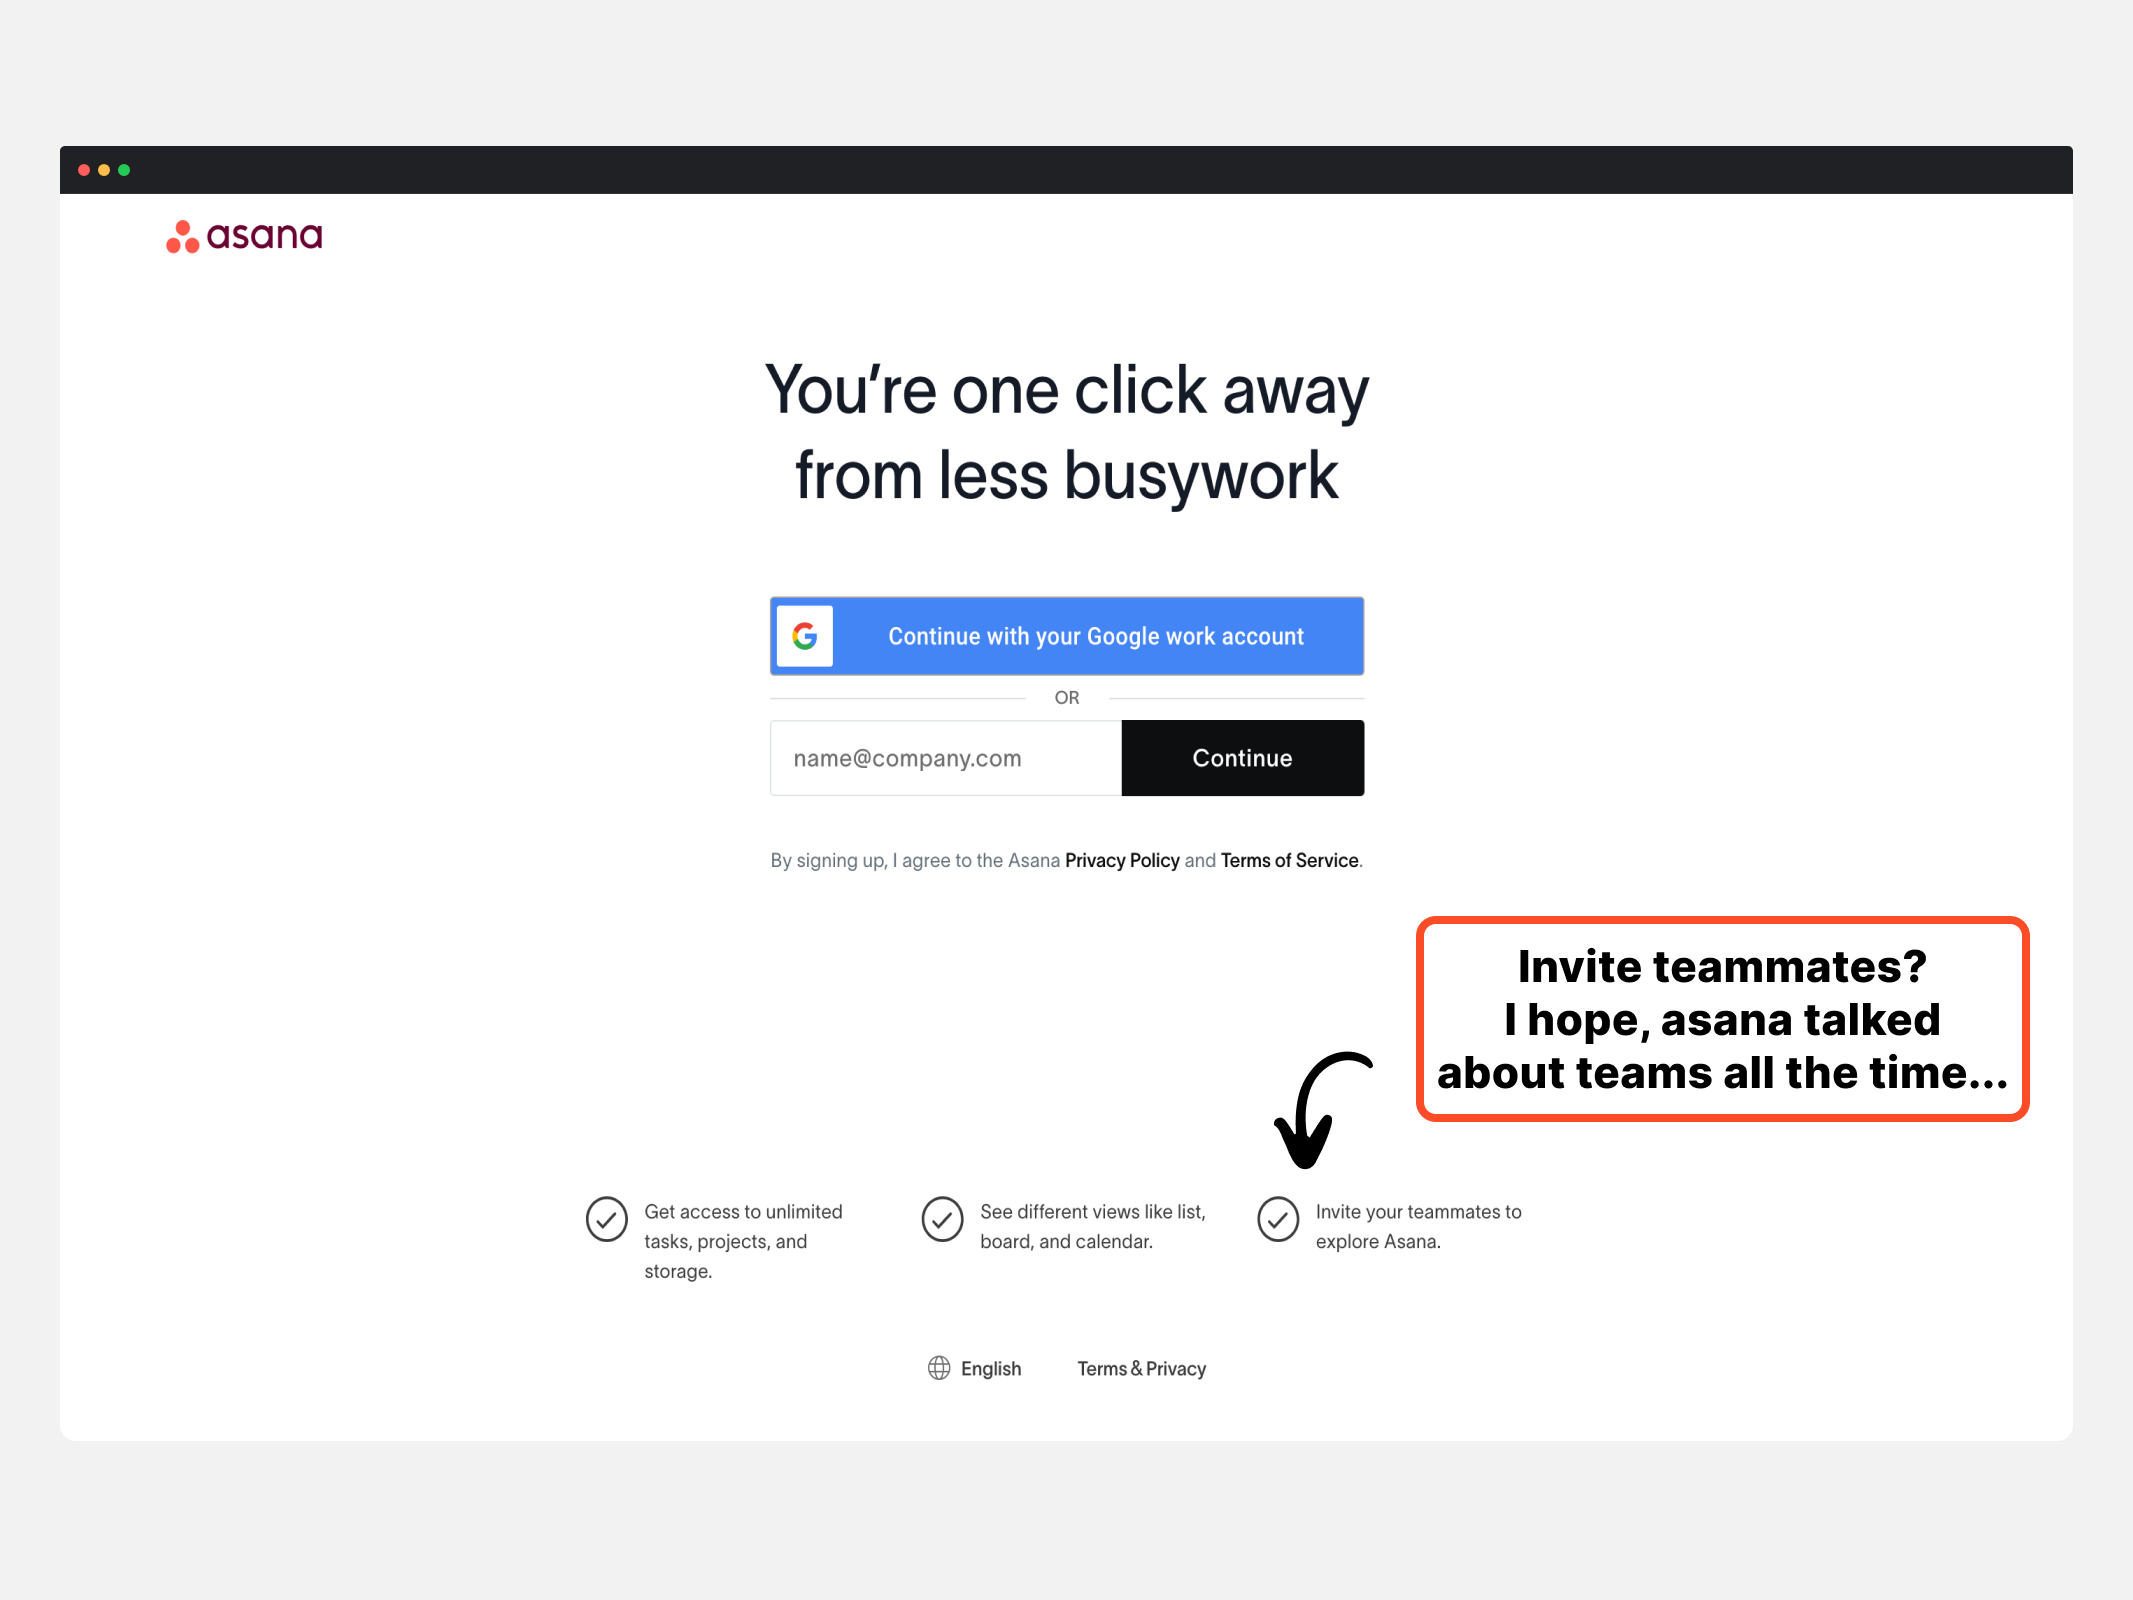 asana
You're one click away
from less busywork
Continue with your Google work account
OR
name@company.com
Continue
By signing up, I agree to the Asana Privacy Policy and Terms of Service.
Invite teammates?
I hope, asana talked
about teams all the time...
Get access to unlimited
tasks, projects, and
storage.
See different views like list,
board, and calendar.
Invite your teammates to
explore Asana.
English
Terms & Privacy